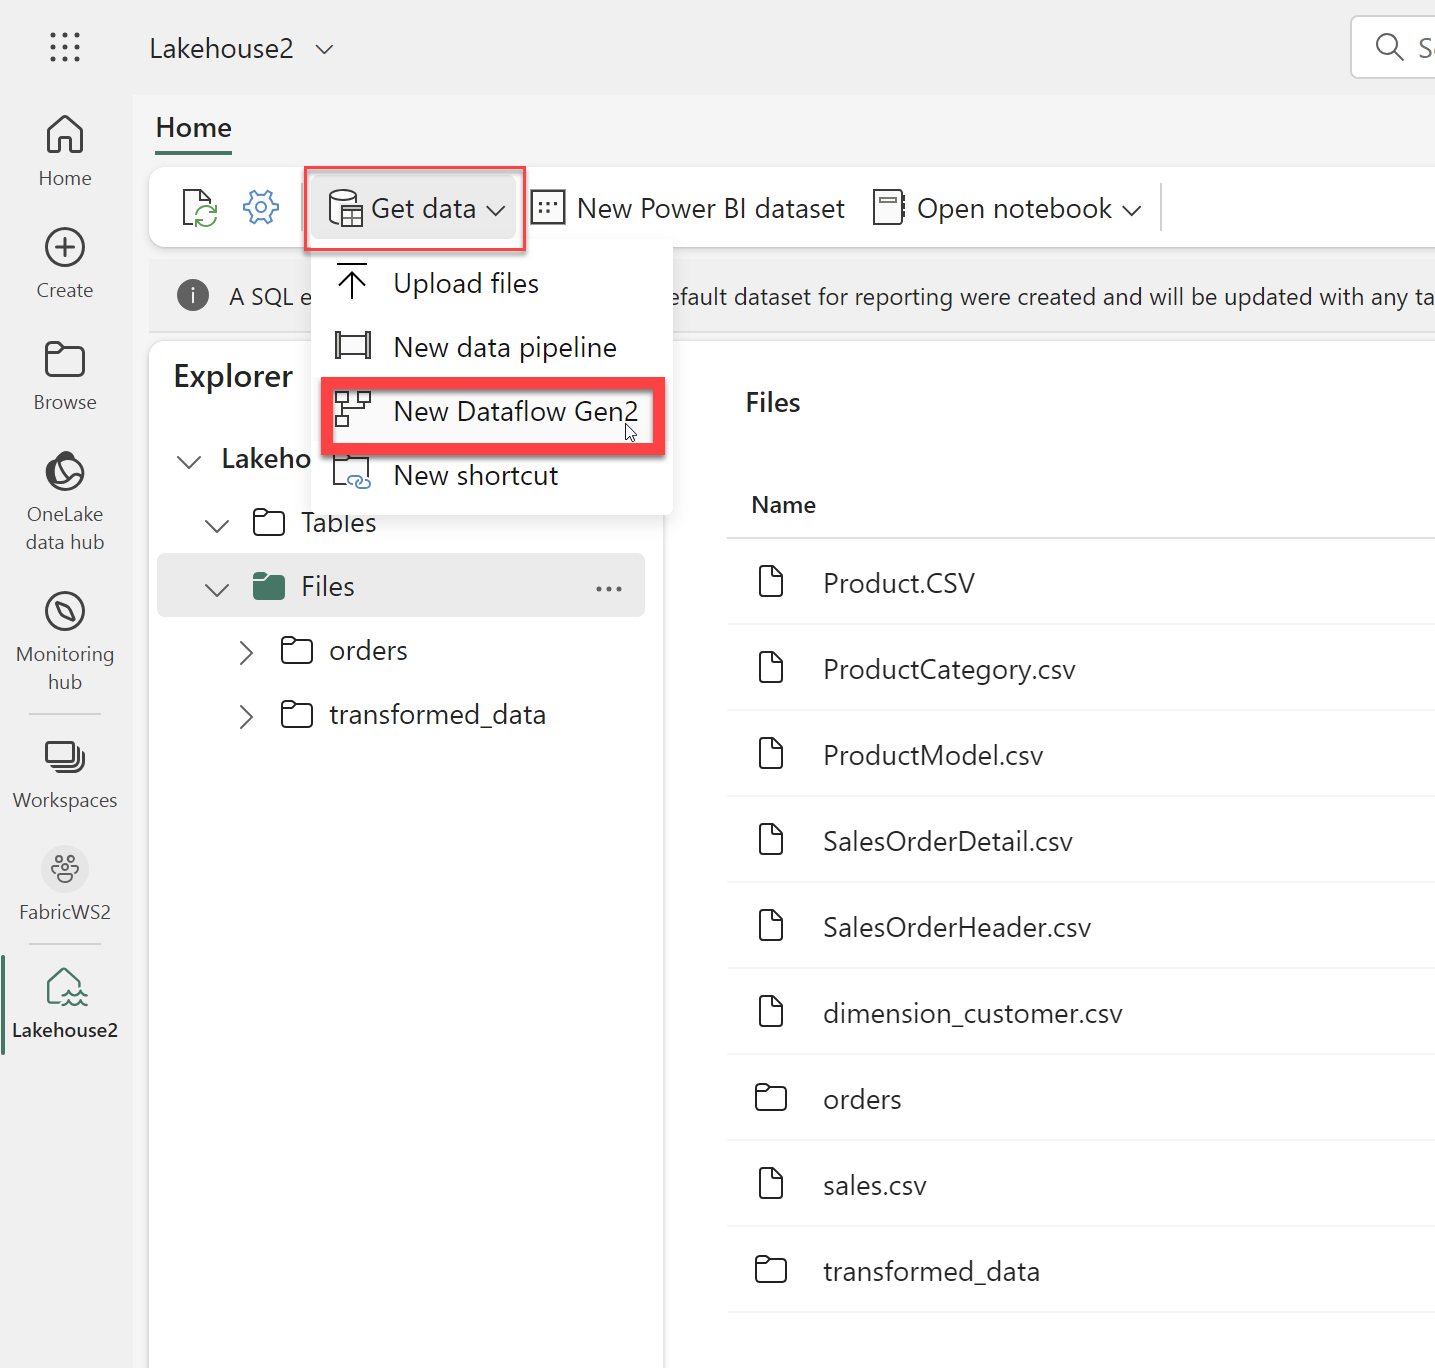 Lakehouse2
Home
Home
Create
Browse
OneLake
data hub
Monitoring
hub
Workspaces
FabricWS2
Lakehouse2
Get data
New Power BI dataset
Open notebook
Upload files
New data pipeline
New Dataflow Gen2
New shortcut
A SQL
efault dataset for reporting were created and will be updated with any ta
Explorer
Lakeho
Tables
Files
orders
transformed_data
Files
Name
Product.CSV
ProductCategory.csv
ProductModel.csv
SalesOrderDetail.csv
SalesOrderHeader.csv
dimension_customer.csv
orders
sales.csv
transformed_data